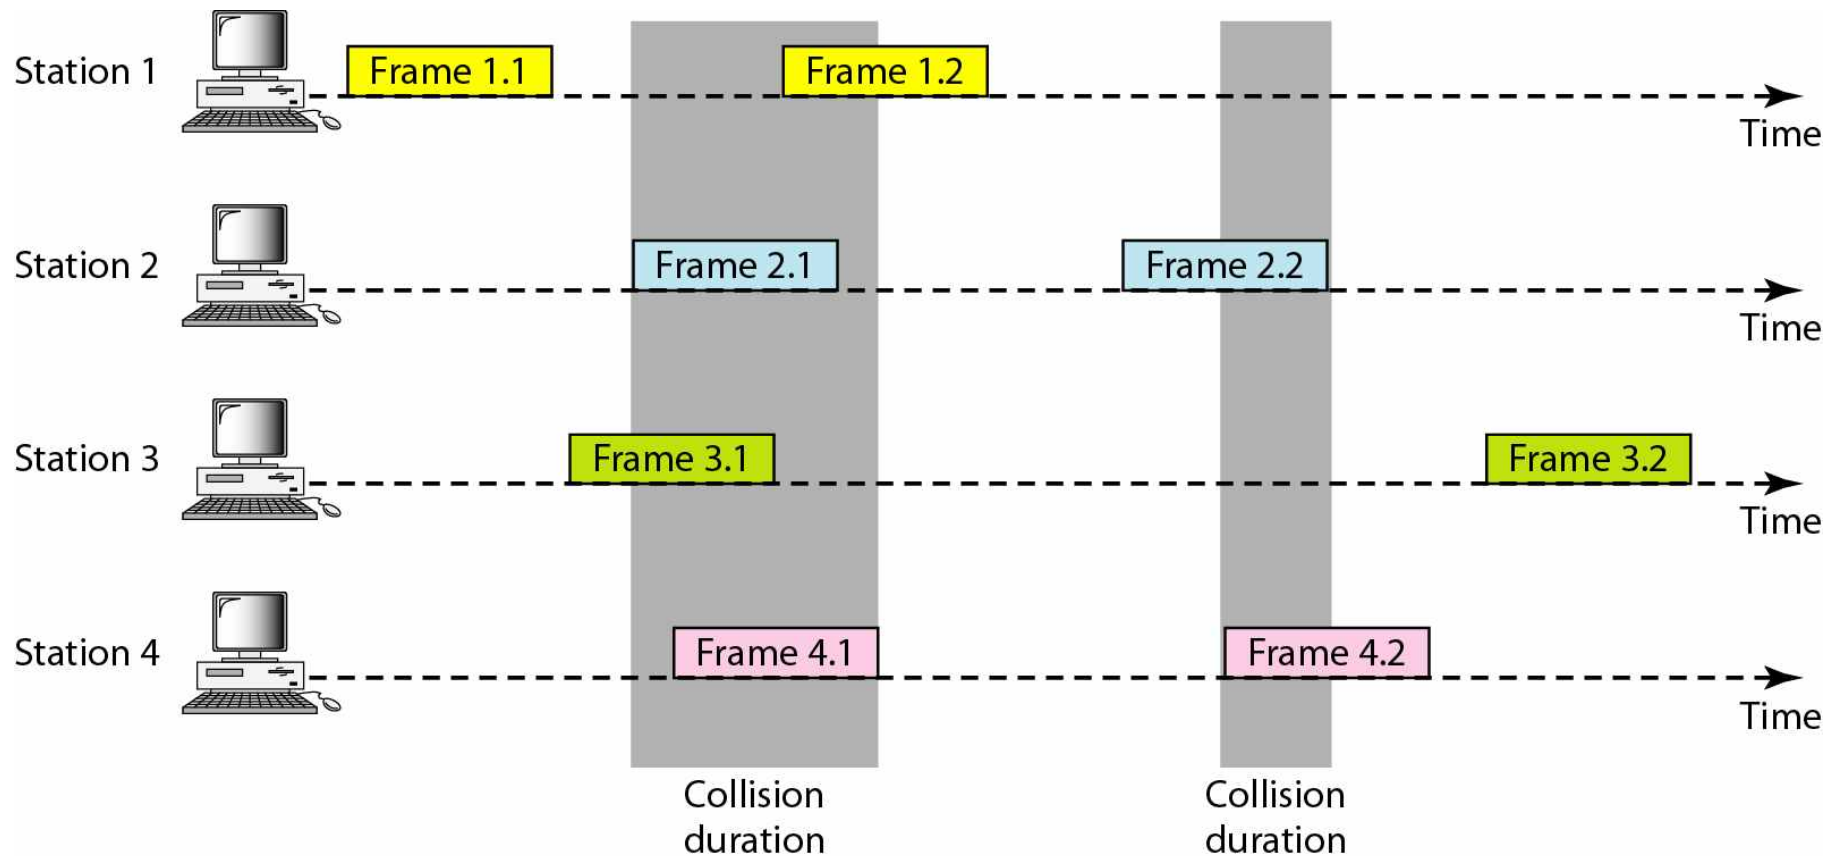 Station 1
Frame 1.1
Frame 1.2
Time
Station 2
Frame 2.1
Frame 2.2
Time
Station 3
Frame 3.1
Frame 3.2
Time
Station 4
Frame 4.1
Frame 4.2
Time
Collision
duration
Collision
duration